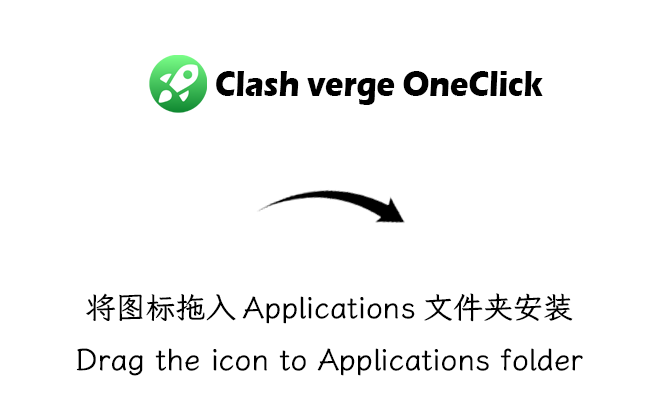 Clash verge OneClick
将图标拖入 Applications 文件夹安装
Drag the icon to Applications folder